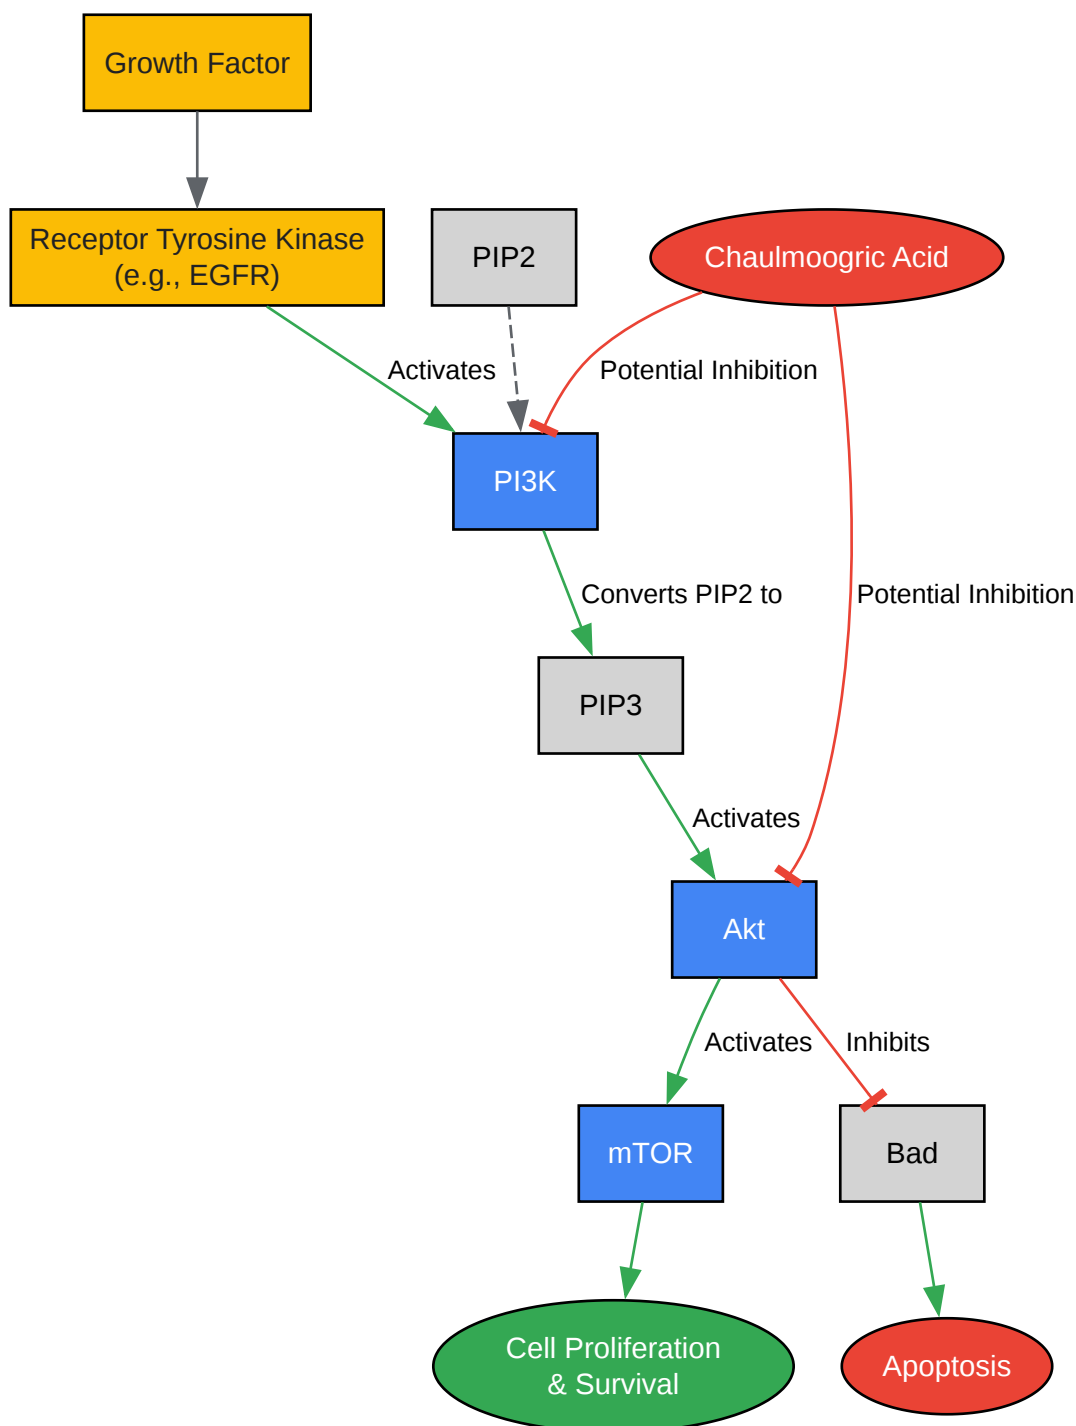 Growth Factor
Receptor Tyrosine Kinase
(e.g., EGFR)
PIP2
Chaulmoogric Acid
Activates
Potential Inhibition
PI3K
Converts PIP2 to
Potential Inhibition
PIP3
Activates
Akt
Activates
Inhibits
mTOR
Bad
Cell Proliferation
& Survival
Apoptosis